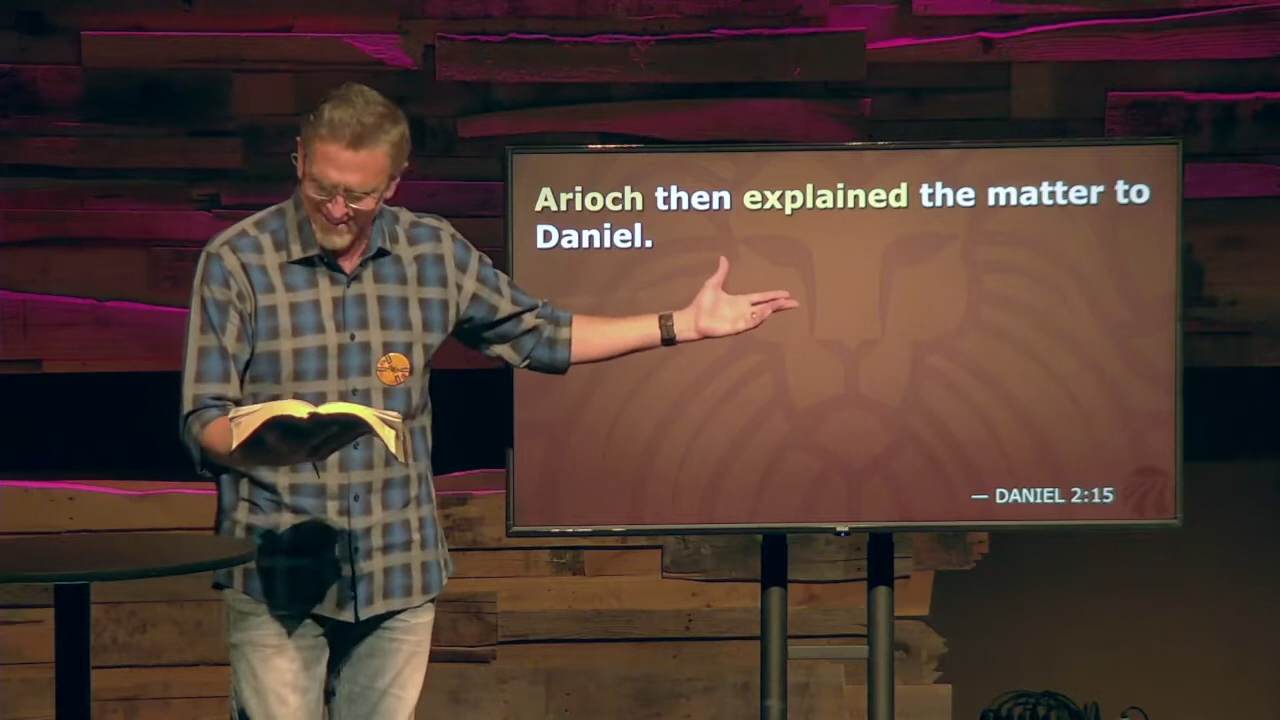 Arioch then explained the matter to
Daniel.
— DANIEL 2:15